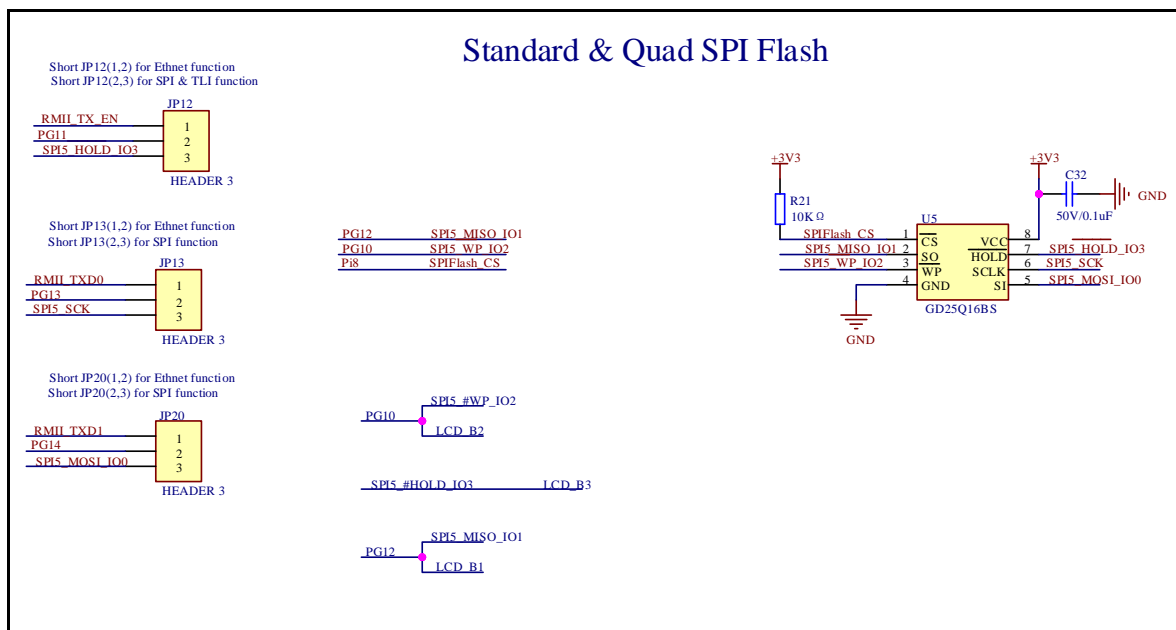 Standard & Quad SPI Flash
Short JP12(1,2) for Ethnet function
Short JP12(2,3) for SPI & TLI function
JP12
RMII_TX_EN 1
PG11 2
SPI5_HOLD_IO3 3
HEADER 3
Short JP13(1,2) for Ethnet function
Short JP13(2,3) for SPI function
JP13
RMII_TXD0 1
PG13 2
SPI5_SCK 3
HEADER 3
Short JP20(1,2) for Ethnet function
Short JP20(2,3) for SPI function
JP20
RMII_TXD1 1
PG14 2
SPI5_MOSI_IO0 3
HEADER 3
PG12 SPI5_MISO_IO1
PG10 SPI5_WP_IO2
Pi8 SPIFlash_CS
SPI5_#WP_IO2
PG10
LCD_B2
SPI5_#HOLD_IO3 LCD_B3
SPI5_MISO_IO1
PG12
LCD_B1
+3V3
R21
10KΩ
+3V3
C32
GND
50V/0.1uF
U5
SPIFlash_CS 1 CS VCC 8
SPI5_MISO_IO1 2 SO HOLD 7 SPI5_HOLD_IO3
SPI5_WP_IO2 3 WP SCLK 6 SPI5_SCK
4 GND SI 5 SPI5_MOSI_IO0
GD25Q16BS
GND